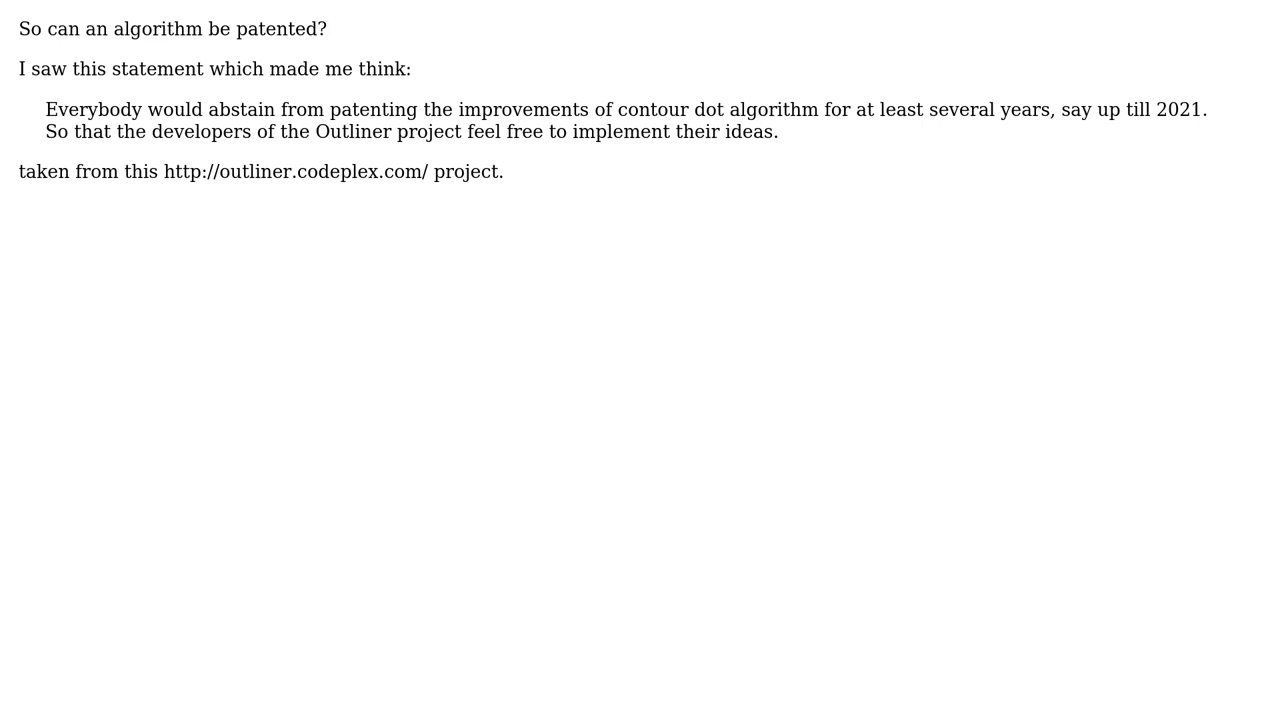 So can an algorithm be patented?
I saw this statement which made me think:
Everybody would abstain from patenting the improvements of contour dot algorithm for at least several years, say up till 2021.
So that the developers of the Outliner project feel free to implement their ideas.
taken from this http://outliner.codeplex.com/ project.